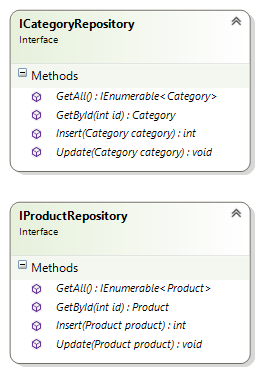 ICategoryRepository
Interface
Methods
GetAll() : IEnumerable<Category>
GetById(int id) : Category
Insert(Category category) : int
Update(Category category) : void
IProductRepository
Interface
Methods
GetAll() : IEnumerable<Product>
GetById(int id) : Product
Insert(Product product) : int
Update(Product product) : void